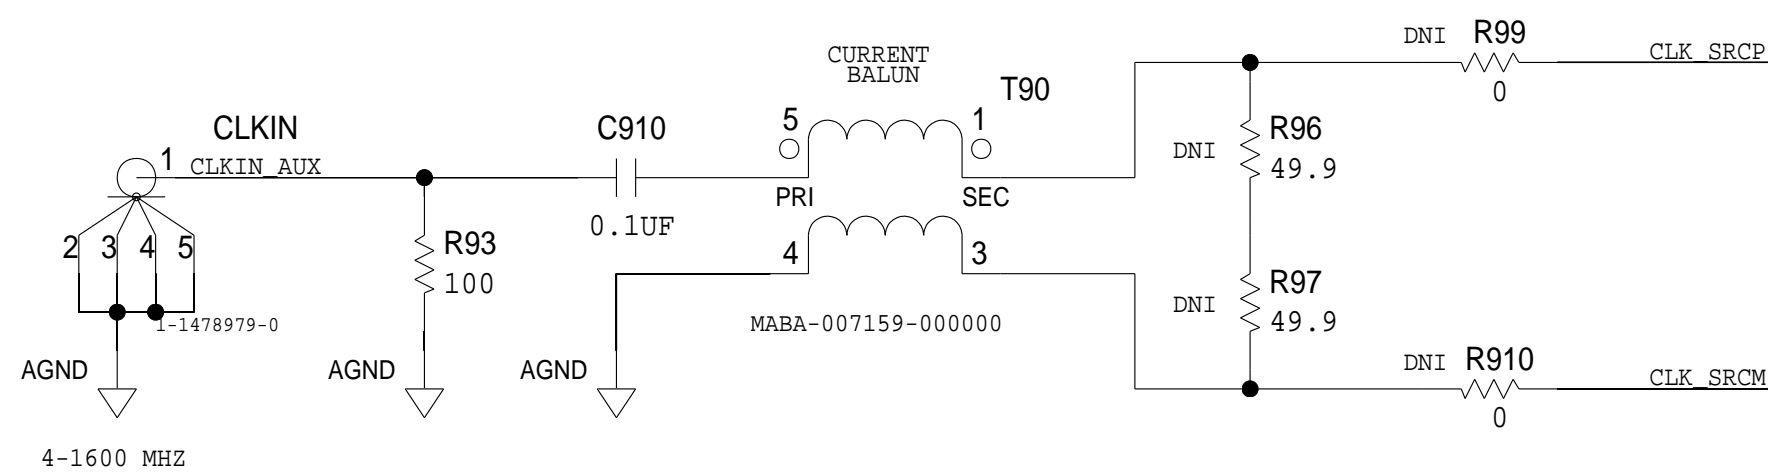 DNI R99
CLK_SRCP
0
CURRENT
BALUN
T90
CLKIN
C910
5
1
1
CLKIN_AUX
PRI
SEC
0.1UF
DNI
R96
49.9
2
3
4
5
R93
100
4
3
DNI
R97
49.9
1-1478979-0
MABA-007159-000000
AGND
AGND
AGND
DNI R910
CLK_SRCM
0
4-1600 MHZ